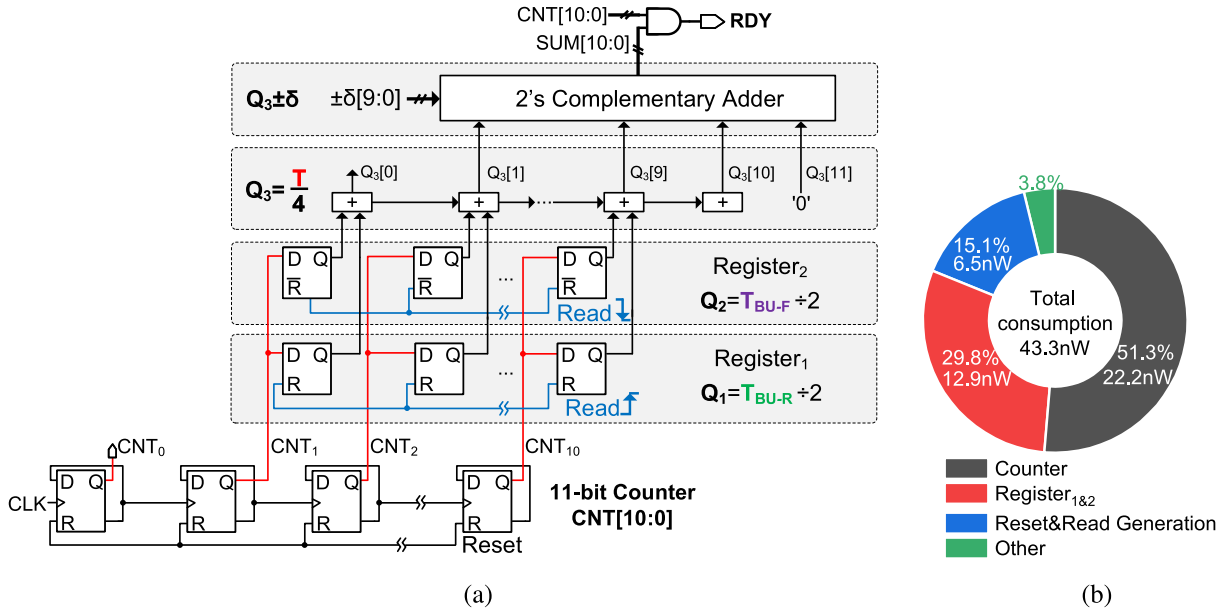 CNT[10:0]
RDY
SUM[10:0]
Q3±δ
±δ[9:0]
2's Complementary Adder
Q3= T/4
Q3[0]
Q3[1]
Q3[9]
Q3[10]
Q3[11]
+
+
...
+
+
'0'
D Q
R̅
D Q
R̅
...
D Q
R̅
Register2
Q2=TBU-F÷2
Read
D Q
R
D Q
R
...
D Q
R
Register1
Q1=TBU-R÷2
Read
CNT0
CNT1
CNT2
CNT10
CLK
D Q
R
D Q
R
D Q
R
D Q
R
Reset
11-bit Counter
CNT[10:0]
(a)
3.8%
15.1%
6.5nW
Total
consumption
43.3nW
29.8%
12.9nW
51.3%
22.2nW
Counter
Register1&2
Reset&Read Generation
Other
(b)